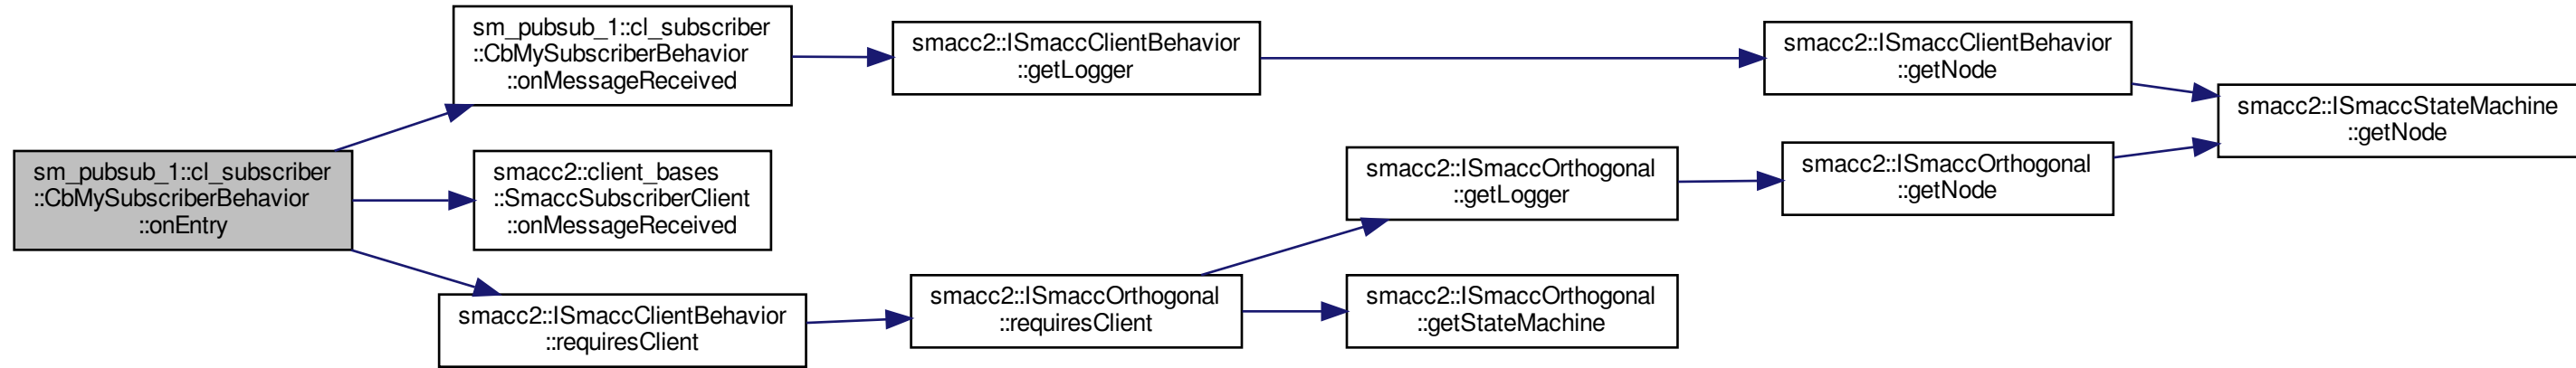 sm_pubsub_1::cl_subscriber
::CbMySubscriberBehavior
::onEntry
sm_pubsub_1::cl_subscriber
::CbMySubscriberBehavior
::onMessageReceived
smacc2::client_bases
::SmaccSubscriberClient
::onMessageReceived
smacc2::ISmaccClientBehavior
::requiresClient
smacc2::ISmaccClientBehavior
::getLogger
smacc2::ISmaccOrthogonal
::requiresClient
smacc2::ISmaccOrthogonal
::getLogger
smacc2::ISmaccOrthogonal
::getStateMachine
smacc2::ISmaccClientBehavior
::getNode
smacc2::ISmaccOrthogonal
::getNode
smacc2::ISmaccStateMachine
::getNode